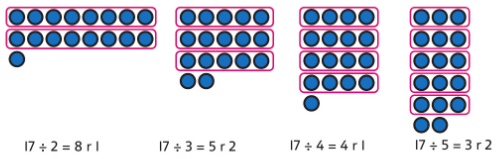 17 ÷ 2 = 8 r 1
17 ÷ 3 = 5 r 2
17 ÷ 4 = 4 r 1
17 ÷ 5 = 3 r 2